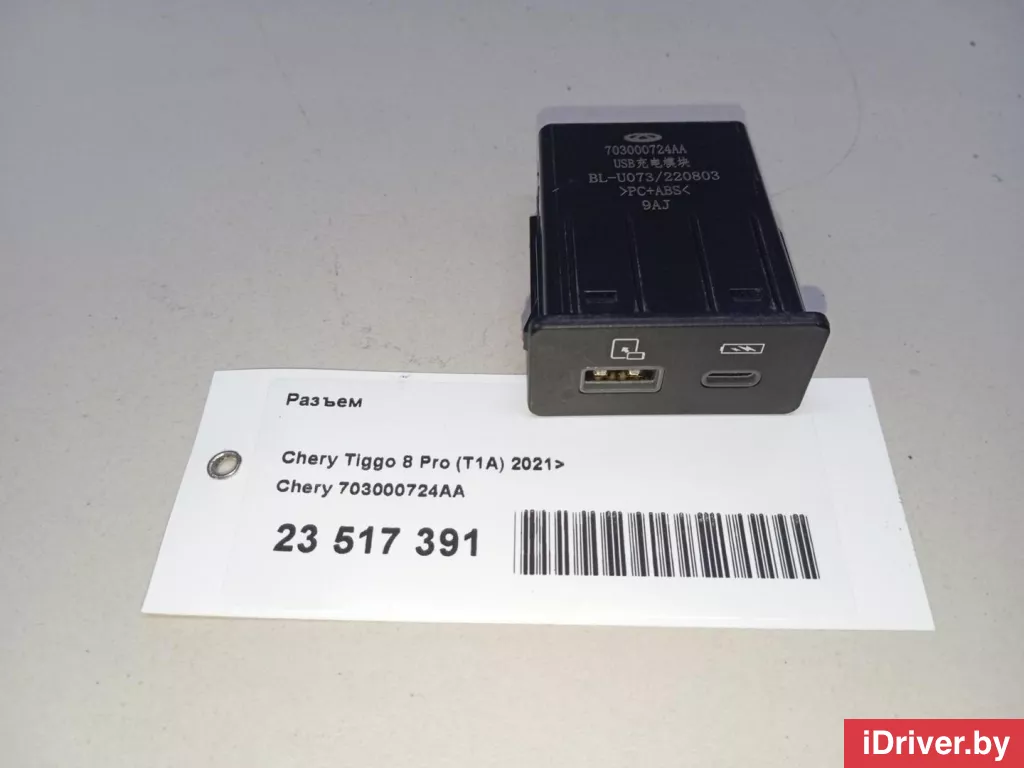 703000724AA
USB充电模块
BL-U073/220803
>PC+ABS<
9AJ
Разъем
Chery Tiggo 8 Pro (T1A) 2021>
Chery 703000724AA
23 517 391
iDriver.by